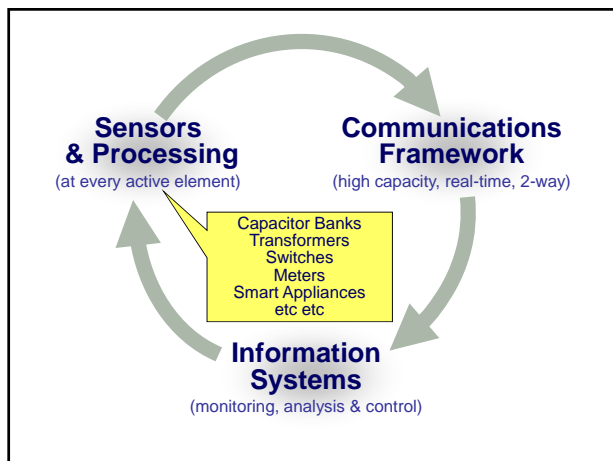 Sensors
& Processing
(at every active element)
Communications
Framework
(high capacity, real-time, 2-way)
Capacitor Banks
Transformers
Switches
Meters
Smart Appliances
etc etc
Information
Systems
(monitoring, analysis & control)